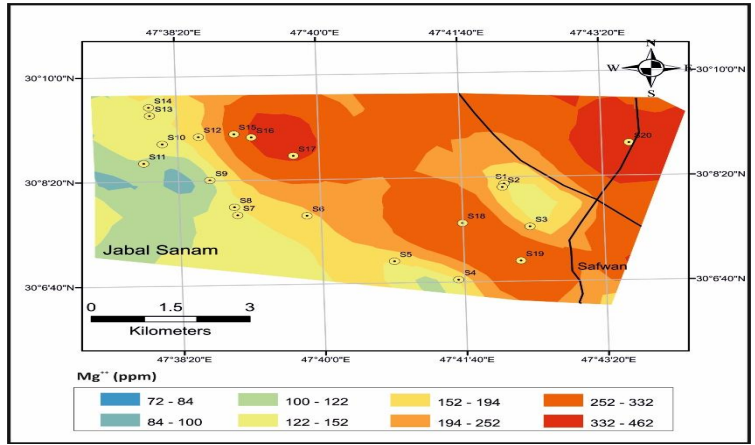 47°38'20"E 47°40'0"E 47°41'40"E 47°43'20"E
N
W E
S
30°10'0"N 30°10'0"N
S14
S13
S12 S15 S16
S10
S20
S11
S17
30°8'20"N 30°8'20"N
S9
S1 S2
S8
S7
S6
S18 S3
Jabal Sanam
S5 S19 Safwan
S4
30°6'40"N 30°6'40"N
0 1.5 3
Kilometers
47°38'20"E 47°40'0"E 47°41'40"E 47°43'20"E
Mg⁺⁺ (ppm)
72 - 84 100 - 122 152 - 194 252 - 332
84 - 100 122 - 152 194 - 252 332 - 462